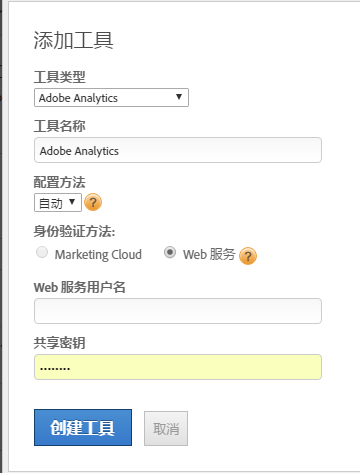 添加工具
工具类型
Adobe Analytics
工具名称
Adobe Analytics
配置方法
自动 ?
身份验证方法:
Marketing Cloud Web 服务 ?
Web 服务用户名
共享密钥
••••••••
创建工具 取消